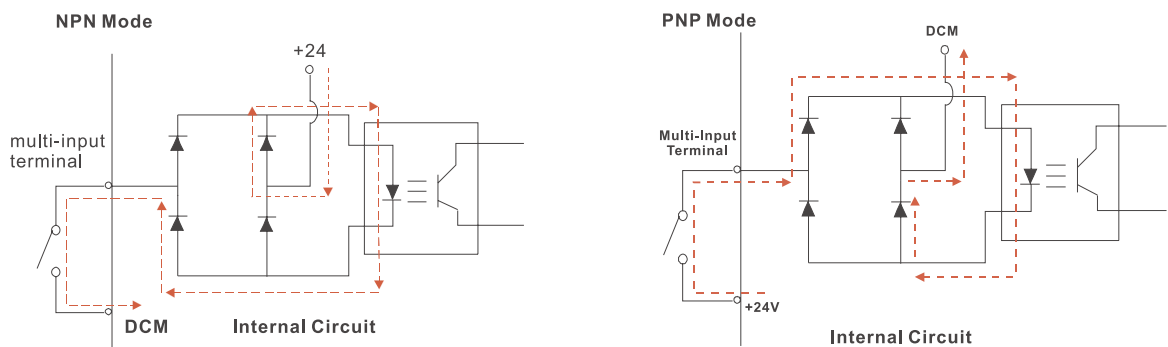 NPN Mode
+24
multi-input
terminal
DCM
Internal Circuit
PNP Mode
DCM
Multi-Input
Terminal
+24V
Internal Circuit